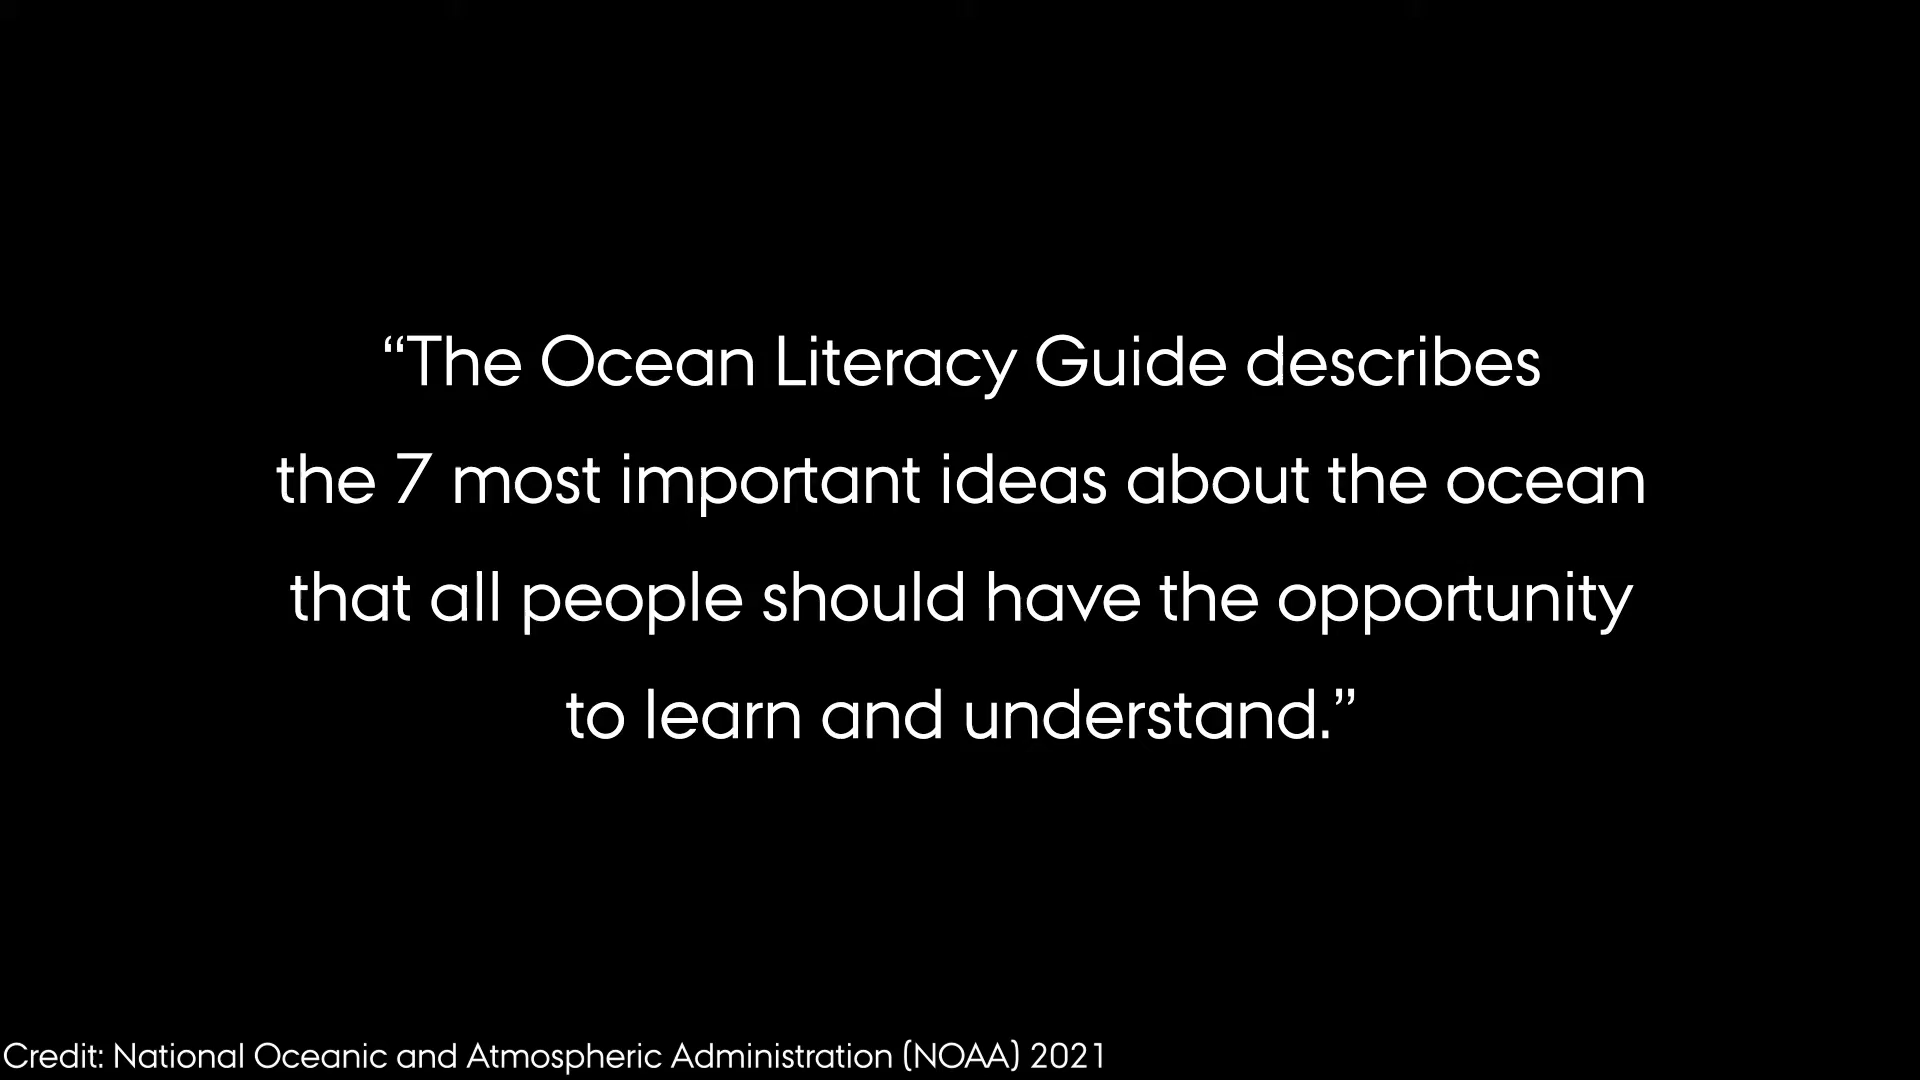 “The Ocean Literacy Guide describes
the 7 most important ideas about the ocean
that all people should have the opportunity
to learn and understand.”
Credit: National Oceanic and Atmospheric Administration (NOAA) 2021